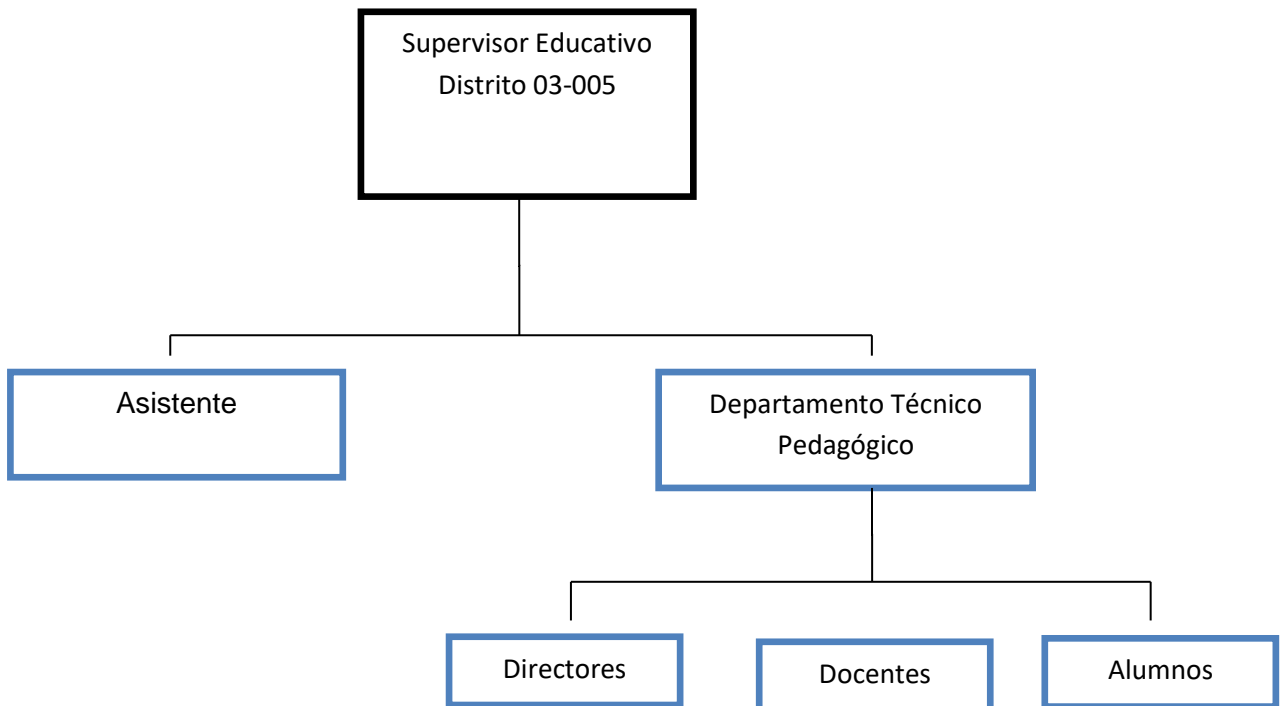 Supervisor Educativo
Distrito 03-005
Asistente
Departamento Técnico
Pedagógico
Directores
Docentes
Alumnos